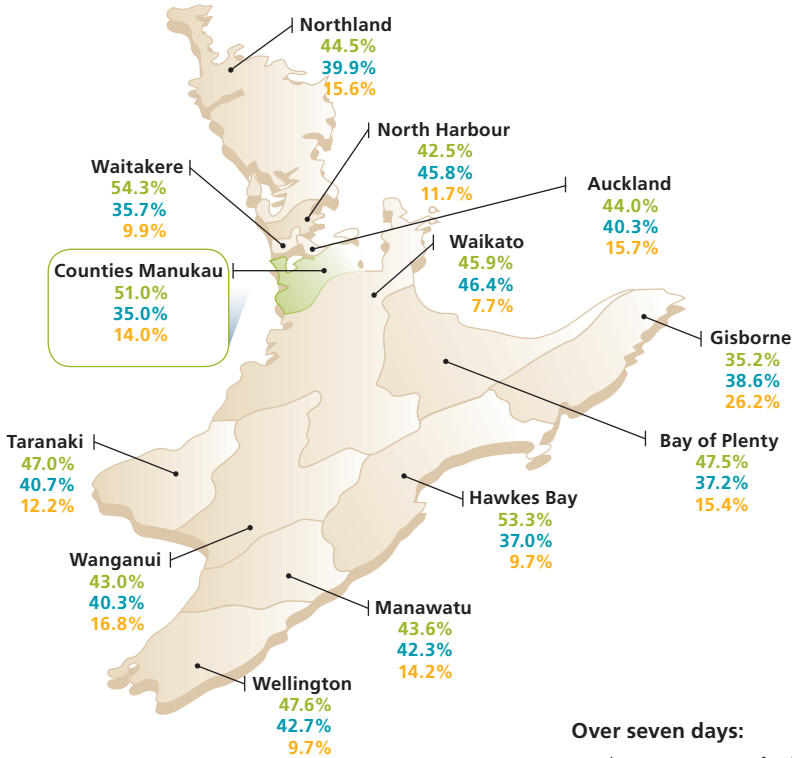 Northland
44.5%
39.9%
15.6%
North Harbour
42.5%
45.8%
11.7%
Waitakere
54.3%
35.7%
9.9%
Auckland
44.0%
40.3%
15.7%
Waikato
45.9%
46.4%
7.7%
Counties Manukau
51.0%
35.0%
14.0%
Gisborne
35.2%
38.6%
26.2%
Taranaki
47.0%
40.7%
12.2%
Bay of Plenty
47.5%
37.2%
15.4%
Hawkes Bay
53.3%
37.0%
9.7%
Wanganui
43.0%
40.3%
16.8%
Manawatu
43.6%
42.3%
14.2%
Wellington
47.6%
42.7%
9.7%
Over seven days: